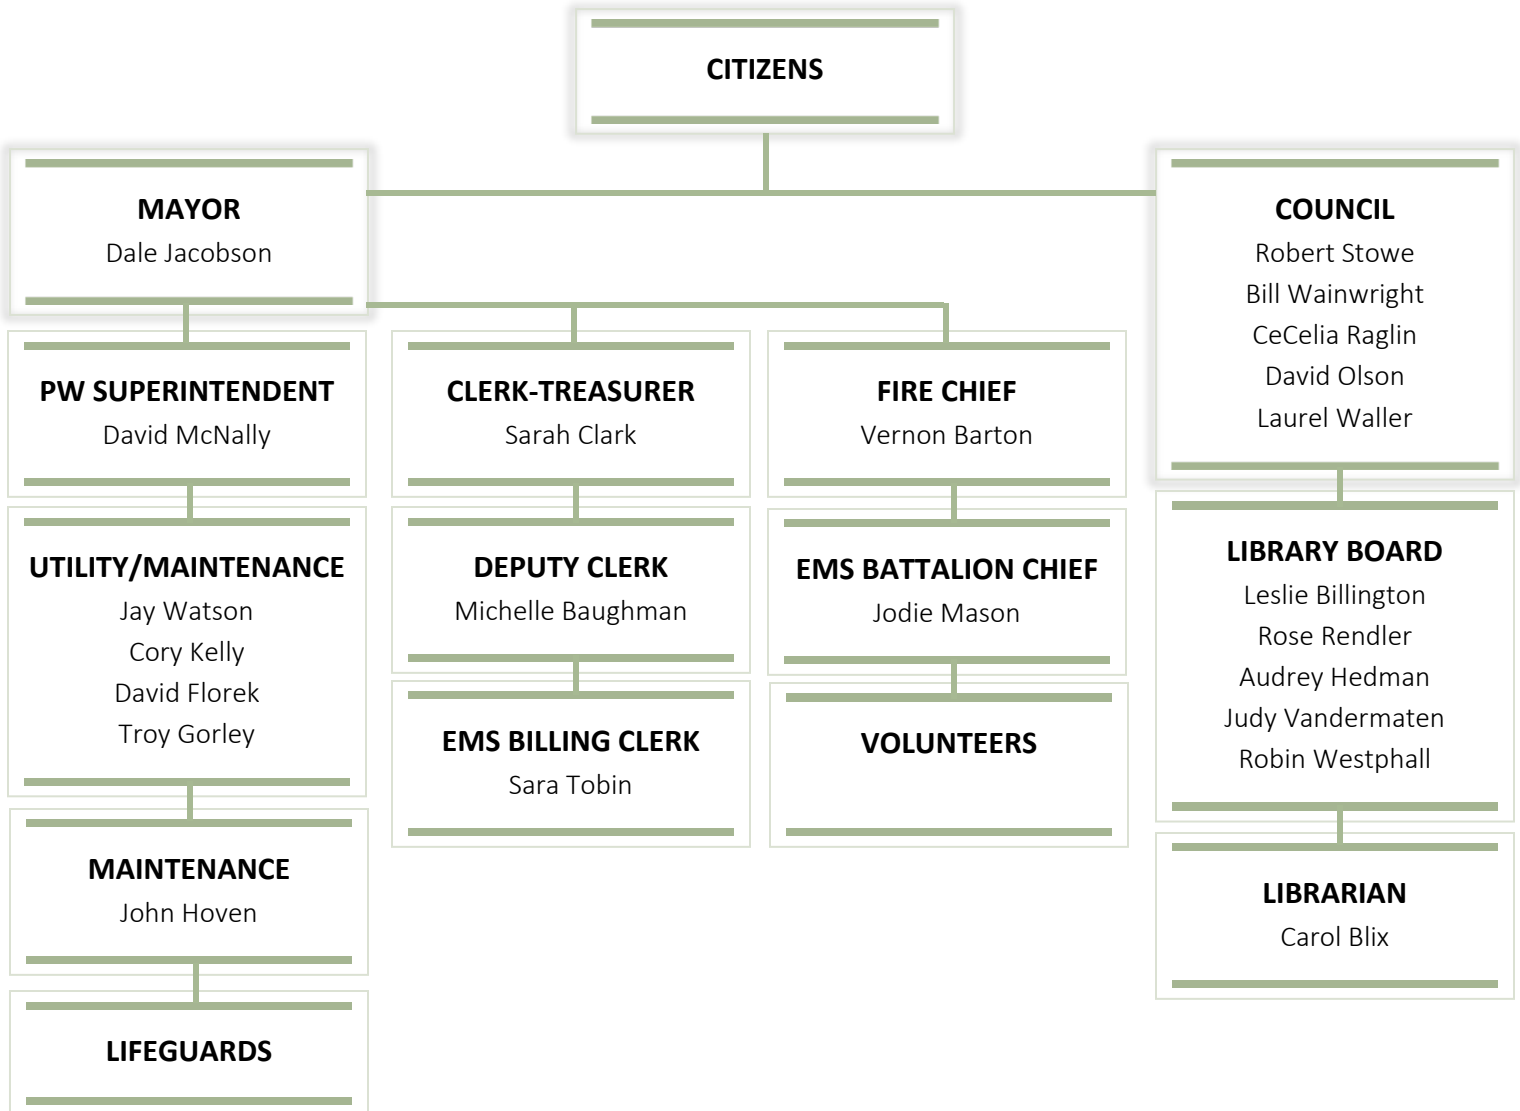 CITIZENS
MAYOR
Dale Jacobson
COUNCIL
Robert Stowe
Bill Wainwright
CeCelia Raglin
David Olson
Laurel Waller
PW SUPERINTENDENT
David McNally
CLERK-TREASURER
Sarah Clark
FIRE CHIEF
Vernon Barton
UTILITY/MAINTENANCE
Jay Watson
Cory Kelly
David Florek
Troy Gorley
DEPUTY CLERK
Michelle Baughman
EMS BATTALION CHIEF
Jodie Mason
LIBRARY BOARD
Leslie Billington
Rose Rendler
Audrey Hedman
Judy Vandermaten
Robin Westphall
EMS BILLING CLERK
Sara Tobin
VOLUNTEERS
MAINTENANCE
John Hoven
LIBRARIAN
Carol Blix
LIFEGUARDS